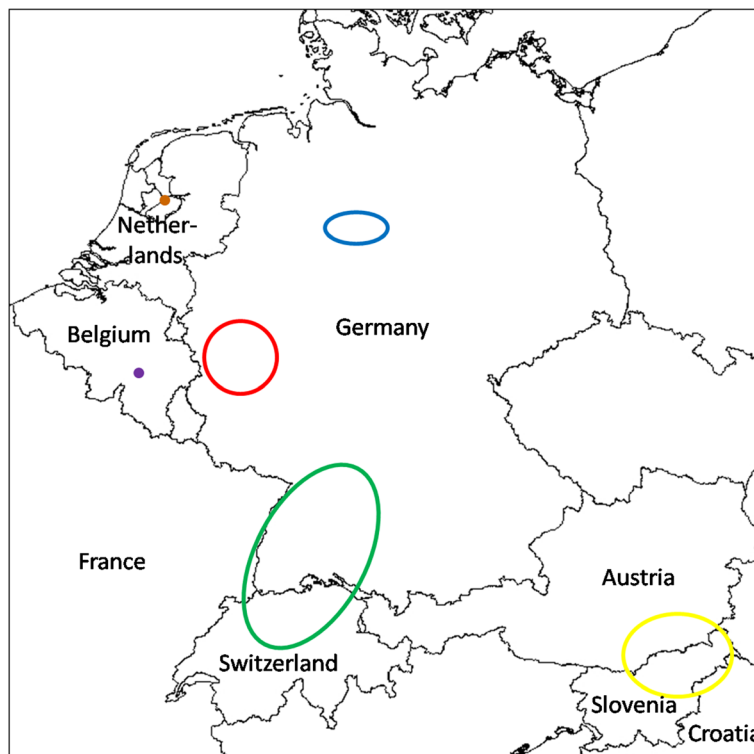 Nether-
lands
Belgium
Germany
France
Austria
Switzerland
Slovenia
Croatia